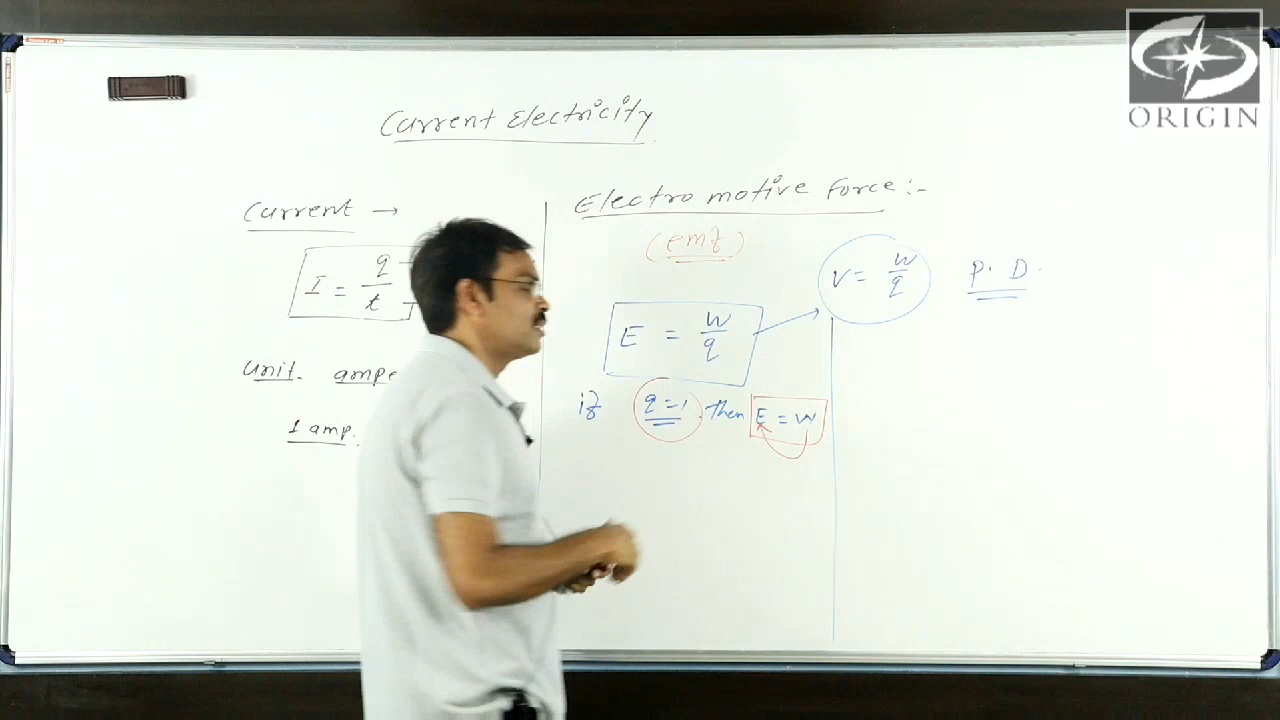 ORIGIN
Current Electricity
Current →
I = q/t
Unit. ampe
1 amp.
Electro motive Force :-
(emf)
E = W/q
V = W/q P. D.
if q = 1, then E = W